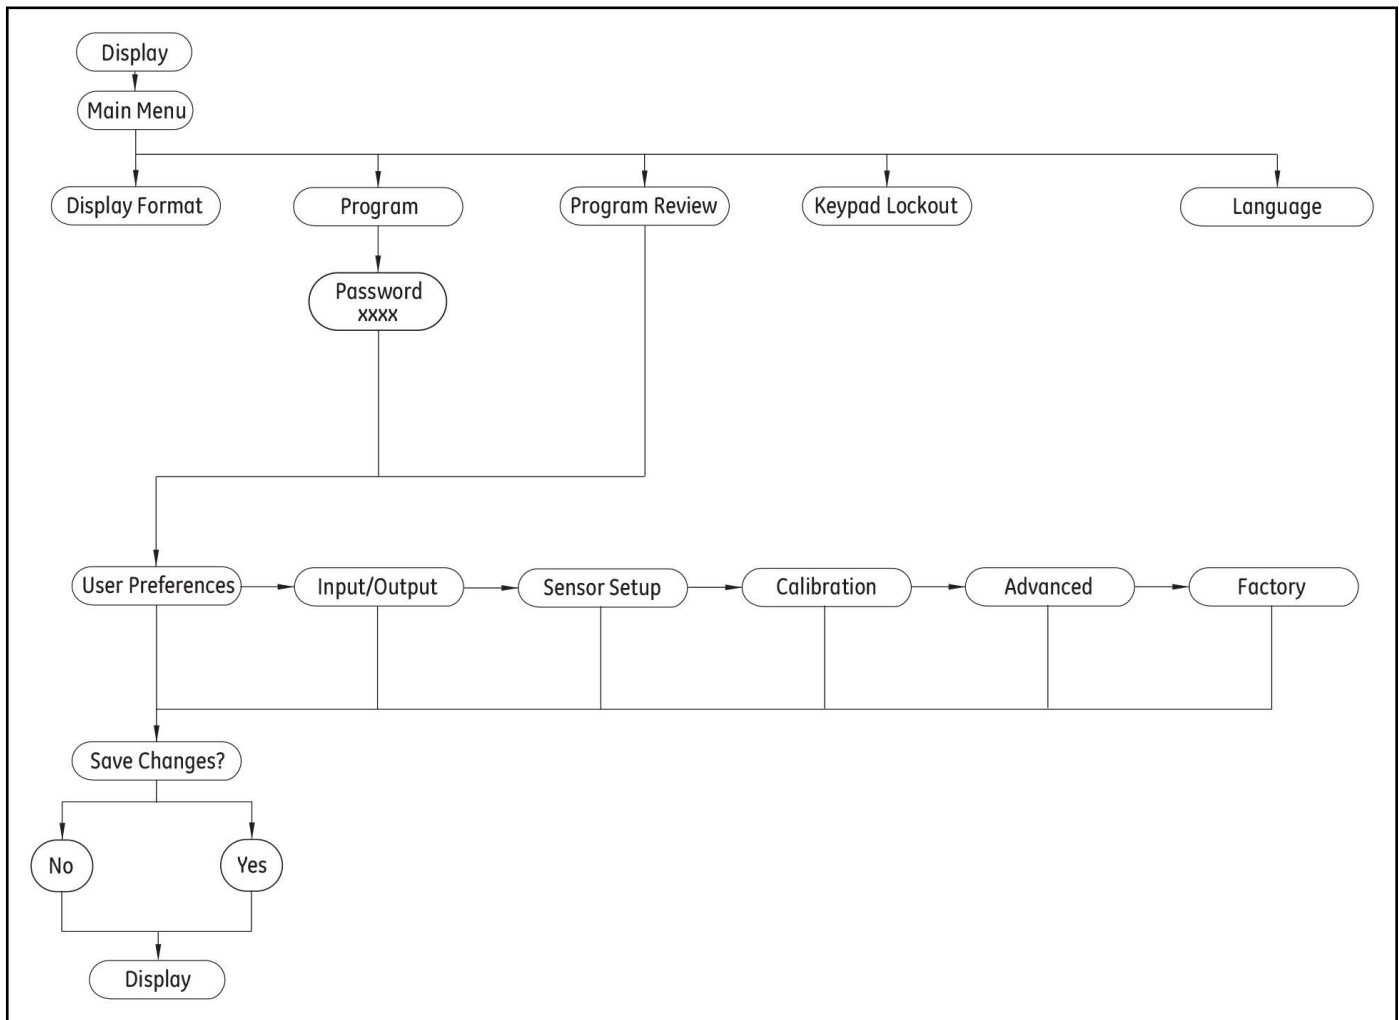 Display
Main Menu
Display Format
Program
Program Review
Keypad Lockout
Language
Password
xxxx
User Preferences
Input/Output
Sensor Setup
Calibration
Advanced
Factory
Save Changes?
No
Yes
Display